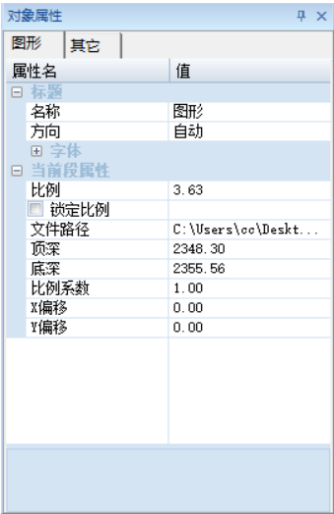 对象属性
图形 其它
属性名 值
标题
名称 图形
方向 自动
字体
当前段属性
比例 3.63
锁定比例
文件路径 C:\Users\cc\Deskt...
顶深 2348.30
底深 2355.56
比例系数 1.00
X偏移 0.00
Y偏移 0.00